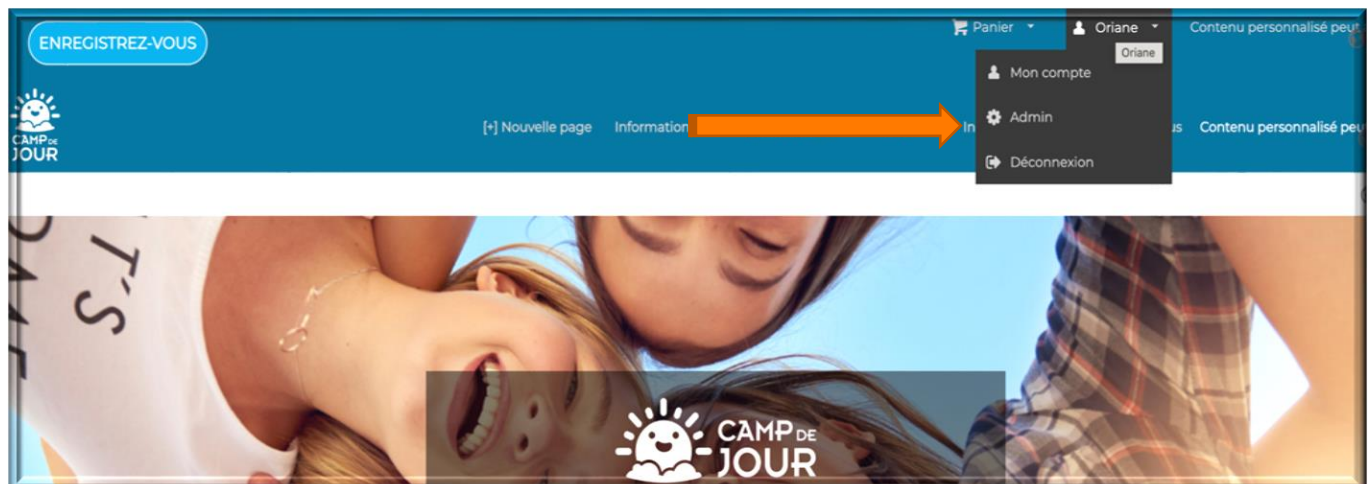 ENREGISTREZ-VOUS
Panier
Oriane
Contenu personnalisé peut
Oriane
Mon compte
CAMP DE
JOUR
[+] Nouvelle page
Information
In
Admin
us
Contenu personnalisé peu
Déconnexion
T'S
CAMP DE
JOUR